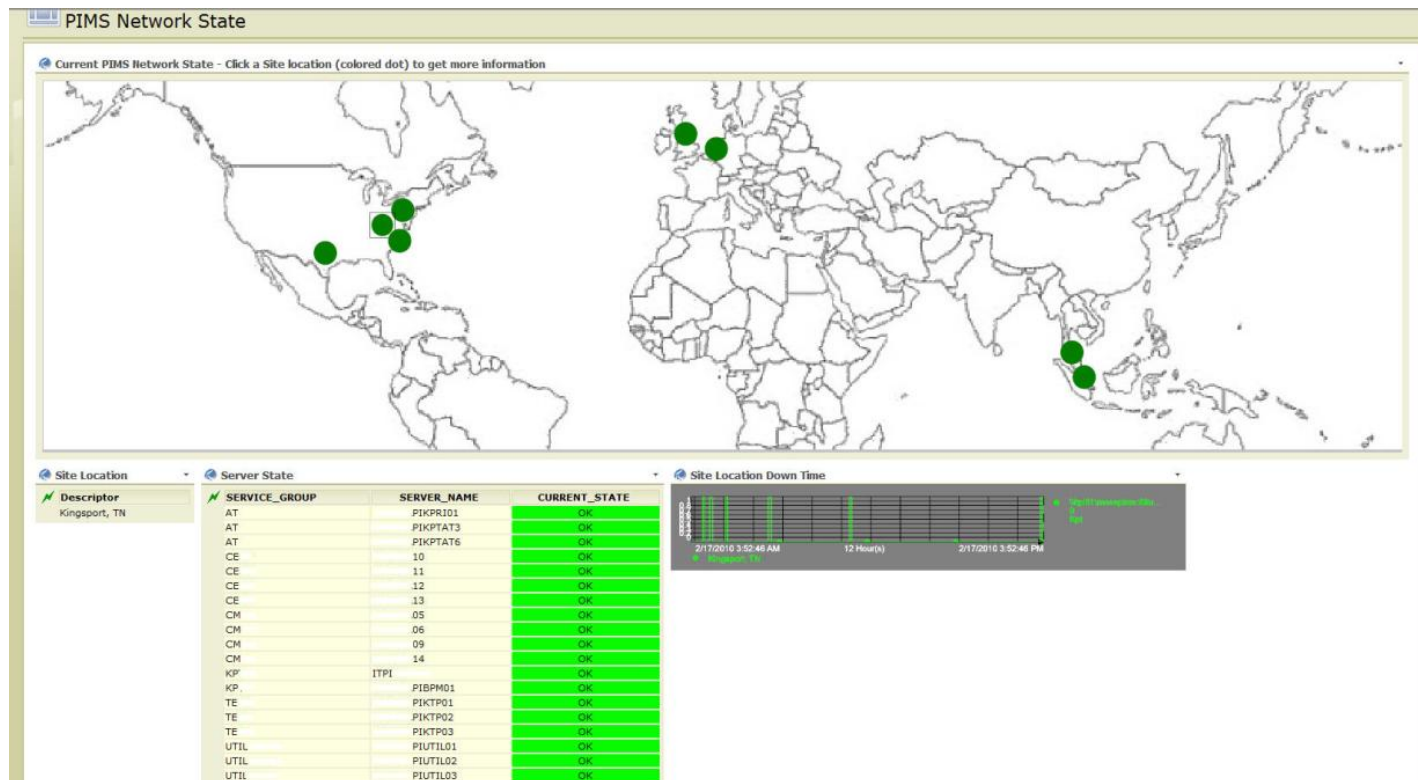 PIMS Network State
Current PIMS Network State - Click a Site location (colored dot) to get more information
Site Location
Descriptor
Kingsport, TN
Server State
SERVICE_GROUP SERVER_NAME CURRENT_STATE
AT .PIKPRI01 OK
AT .PIKPTAT3 OK
AT .PIKPTAT6 OK
CE 10 OK
CE 11 OK
CE .12 OK
CE .13 OK
CM .05 OK
CM .06 OK
CM 09 OK
CM 14 OK
KP ITPI OK
KP .PIBPM01 OK
TE PIKTP01 OK
TE .PIKTP02 OK
TE PIKTP03 OK
UTIL PIUTIL01 OK
UTIL PIUTIL02 OK
UTIL PIUTIL03 OK
Site Location Down Time
2/17/2010 3:52:46 AM 12 Hour(s) 2/17/2010 3:52:46 PM
Kingsport, TN